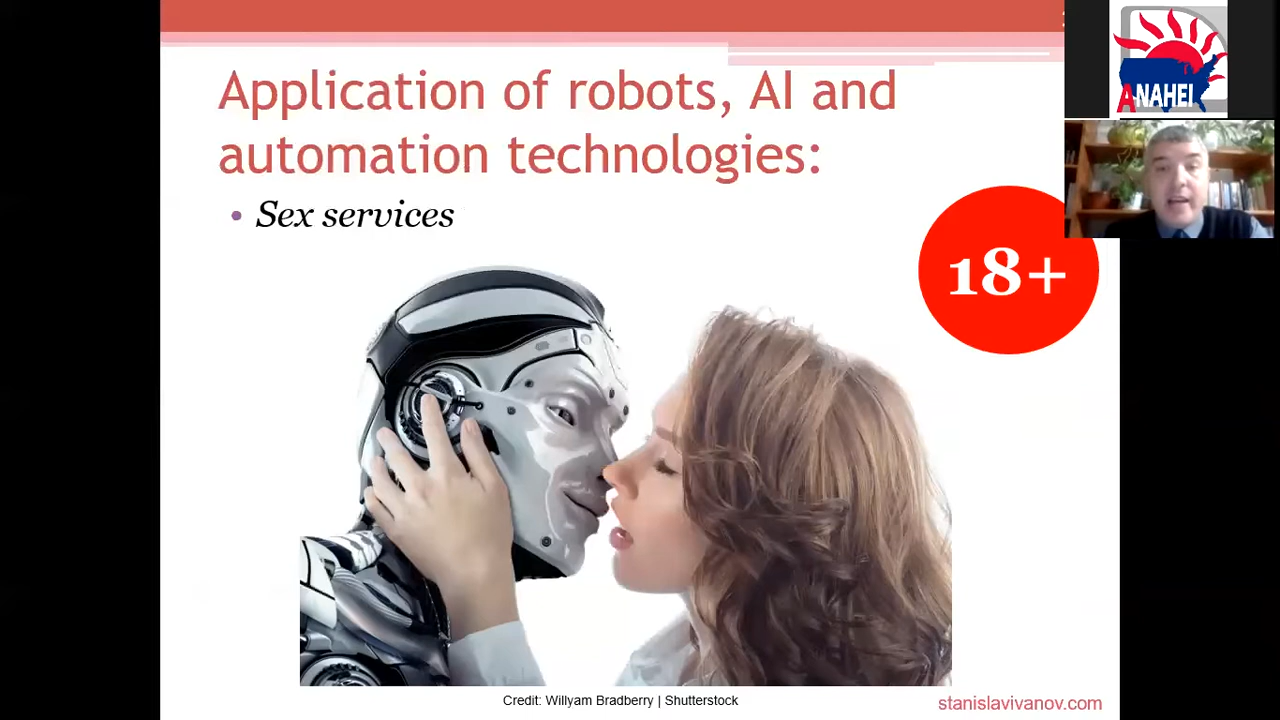 Application of robots, AI and
automation technologies:
• Sex services
18+
ANAHEI
Credit: Willyam Bradberry | Shutterstock
stanislavivanov.com